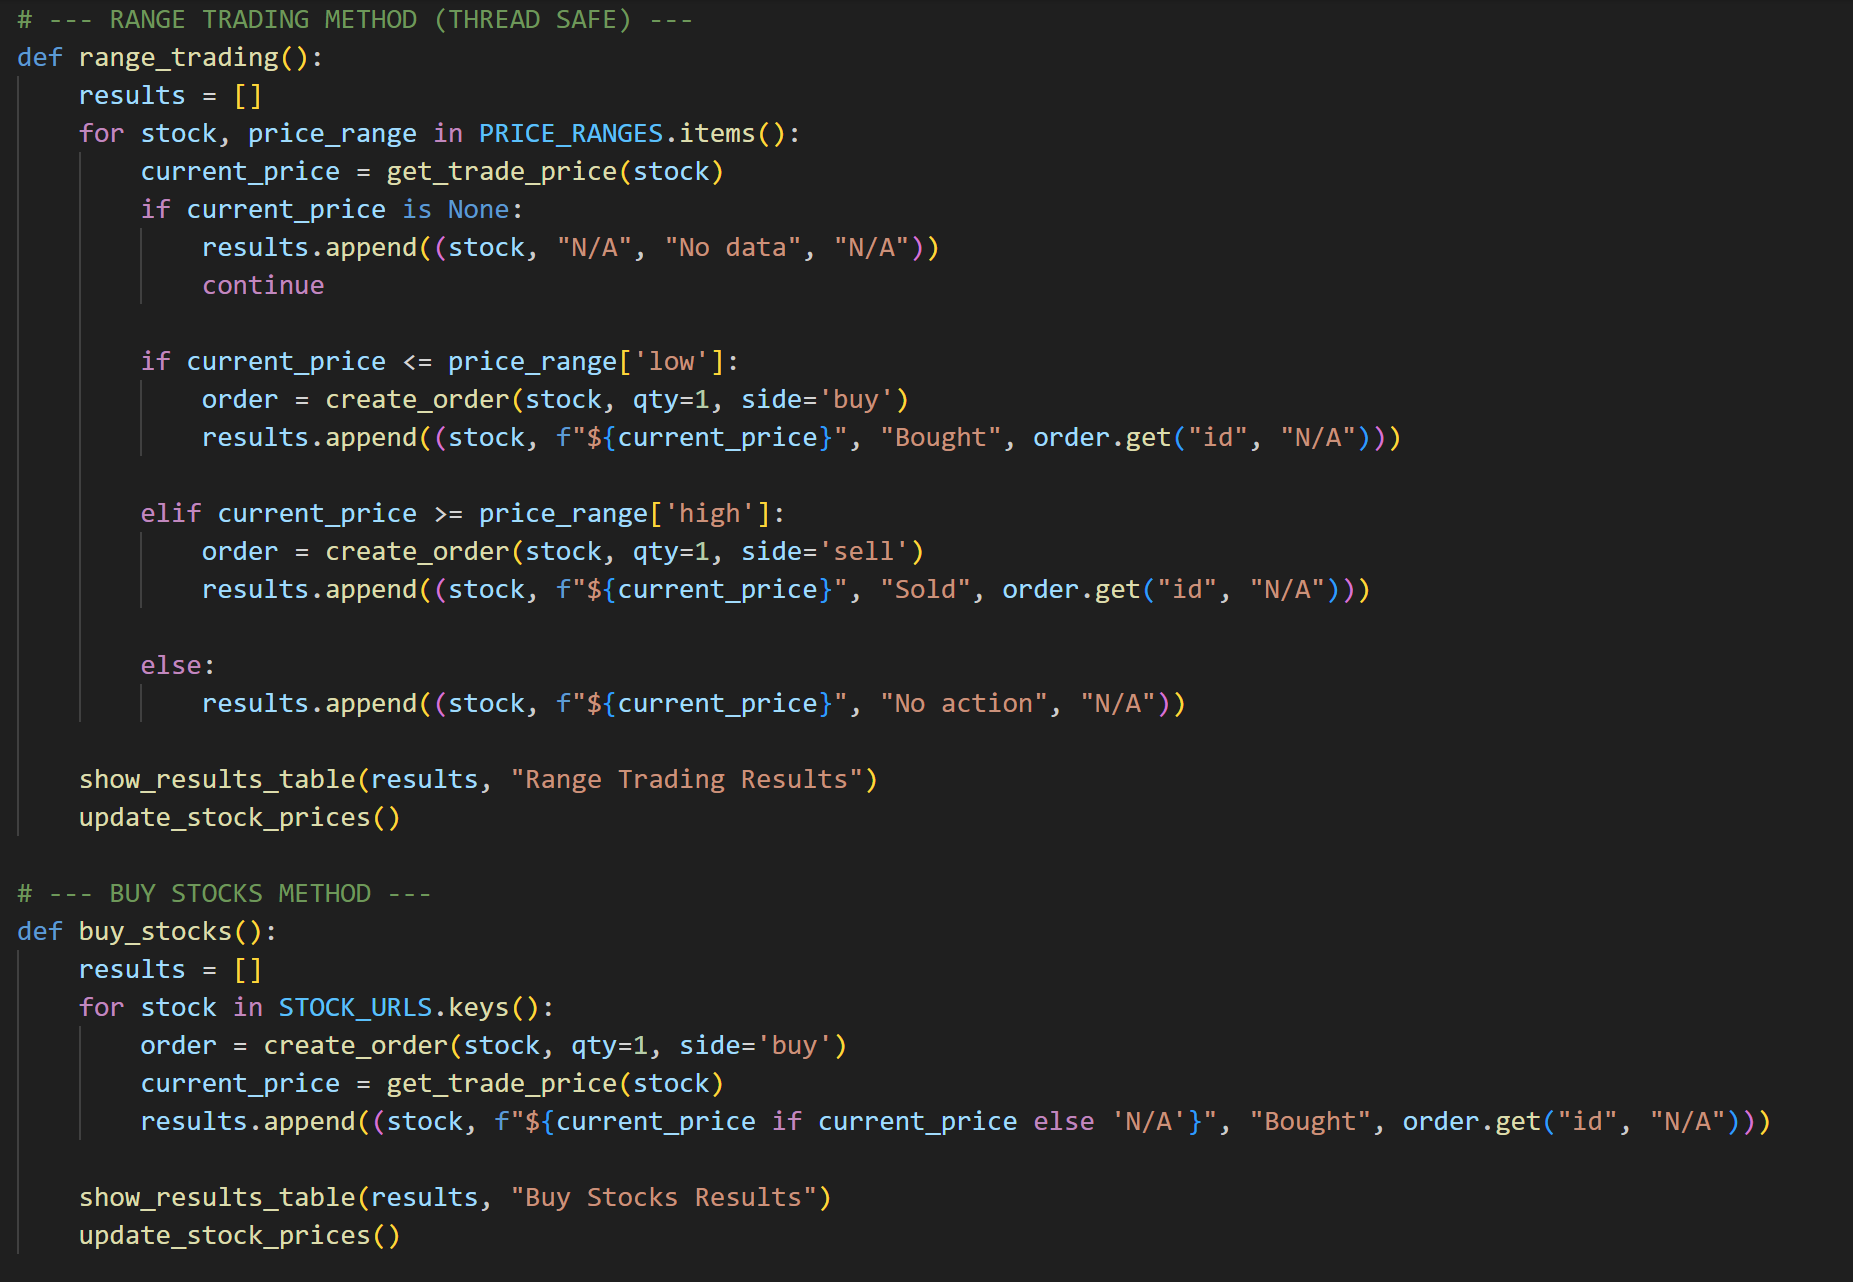 # --- RANGE TRADING METHOD (THREAD SAFE) ---
def range_trading():
    results = []
    for stock, price_range in PRICE_RANGES.items():
        current_price = get_trade_price(stock)
        if current_price is None:
            results.append((stock, "N/A", "No data", "N/A"))
            continue

        if current_price <= price_range['low']:
            order = create_order(stock, qty=1, side='buy')
            results.append((stock, f"${current_price}", "Bought", order.get("id", "N/A")))

        elif current_price >= price_range['high']:
            order = create_order(stock, qty=1, side='sell')
            results.append((stock, f"${current_price}", "Sold", order.get("id", "N/A")))

        else:
            results.append((stock, f"${current_price}", "No action", "N/A"))

    show_results_table(results, "Range Trading Results")
    update_stock_prices()

# --- BUY STOCKS METHOD ---
def buy_stocks():
    results = []
    for stock in STOCK_URLS.keys():
        order = create_order(stock, qty=1, side='buy')
        current_price = get_trade_price(stock)
        results.append((stock, f"${current_price if current_price else 'N/A'}", "Bought", order.get("id", "N/A")))

    show_results_table(results, "Buy Stocks Results")
    update_stock_prices()